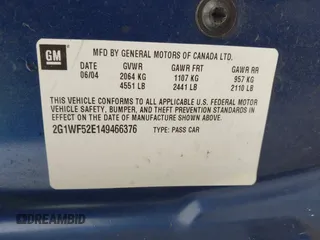 GM
MFD BY GENERAL MOTORS OF CANADA LTD.
DATE GVWR GAWR FRT GAWR RR
06/04 2064 KG 1107 KG 957 KG
4551 LB 2441 LB 2110 LB
THIS VEHICLE CONFORMS TO ALL APPLICABLE U.S. FEDERAL MOTOR
VEHICLE SAFETY, BUMPER, AND THEFT PREVENTION STANDARDS IN
EFFECT ON THE DATE OF MANUFACTURE SHOWN ABOVE.
2G1WF52E149466376 TYPE: PASS CAR
© DREAMBID